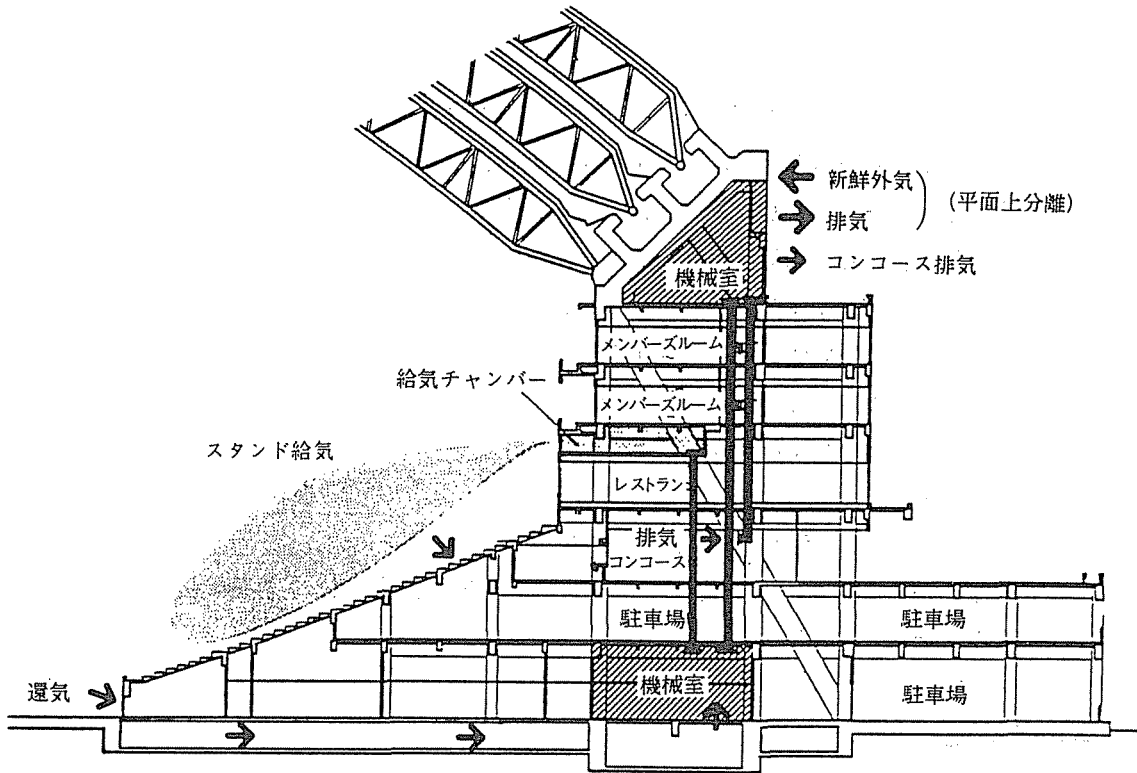 新鮮外気
排気
(平面上分離)
コンコース排気
機械室
メンバーズルーム
給気チャンバー
メンバーズルーム
スタンド給気
レストラン
排気
コンコース
駐車場
駐車場
還気
機械室
駐車場